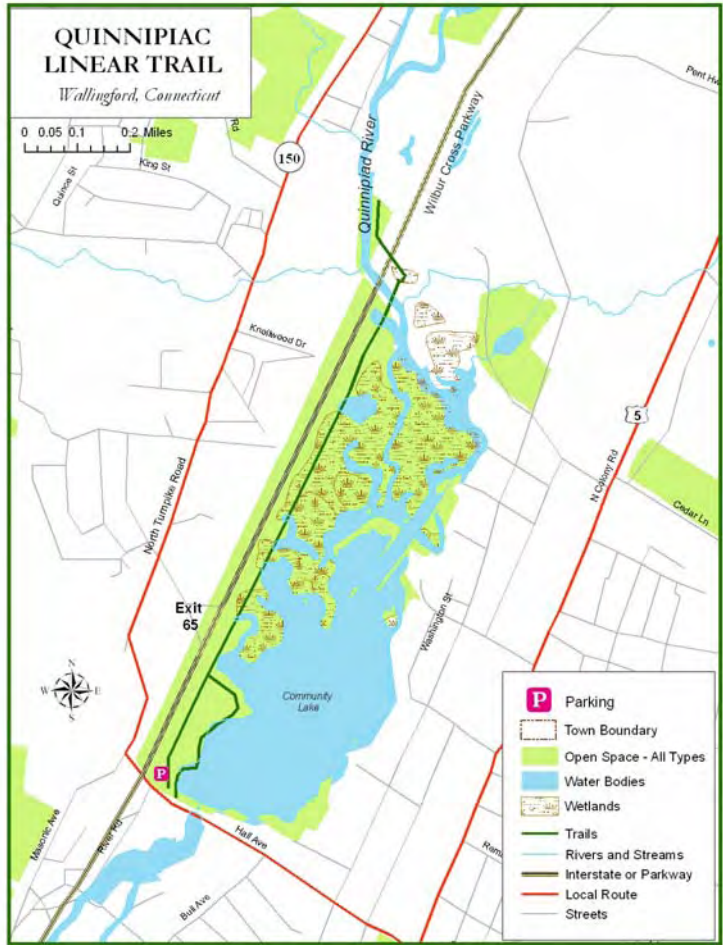 QUINNIPIAC
LINEAR TRAIL
Wallingford, Connecticut
0 0.05 0.1 0.2 Miles
Rd
King St
Quince St
150
Quinnipiad River
Wilbur Cross Parkway
Pent Hw
Knollwood Dr
5
N Colony Rd
Cedar Ln
North Turnpike Road
Exit
65
Washington St
N
W E
S
Community
Lake
P
Masonic Ave
River Rd
Hall Ave
Bull Ave
P Parking
Town Boundary
Open Space - All Types
Water Bodies
Wetlands
Trails
Rivers and Streams
Interstate or Parkway
Local Route
Streets